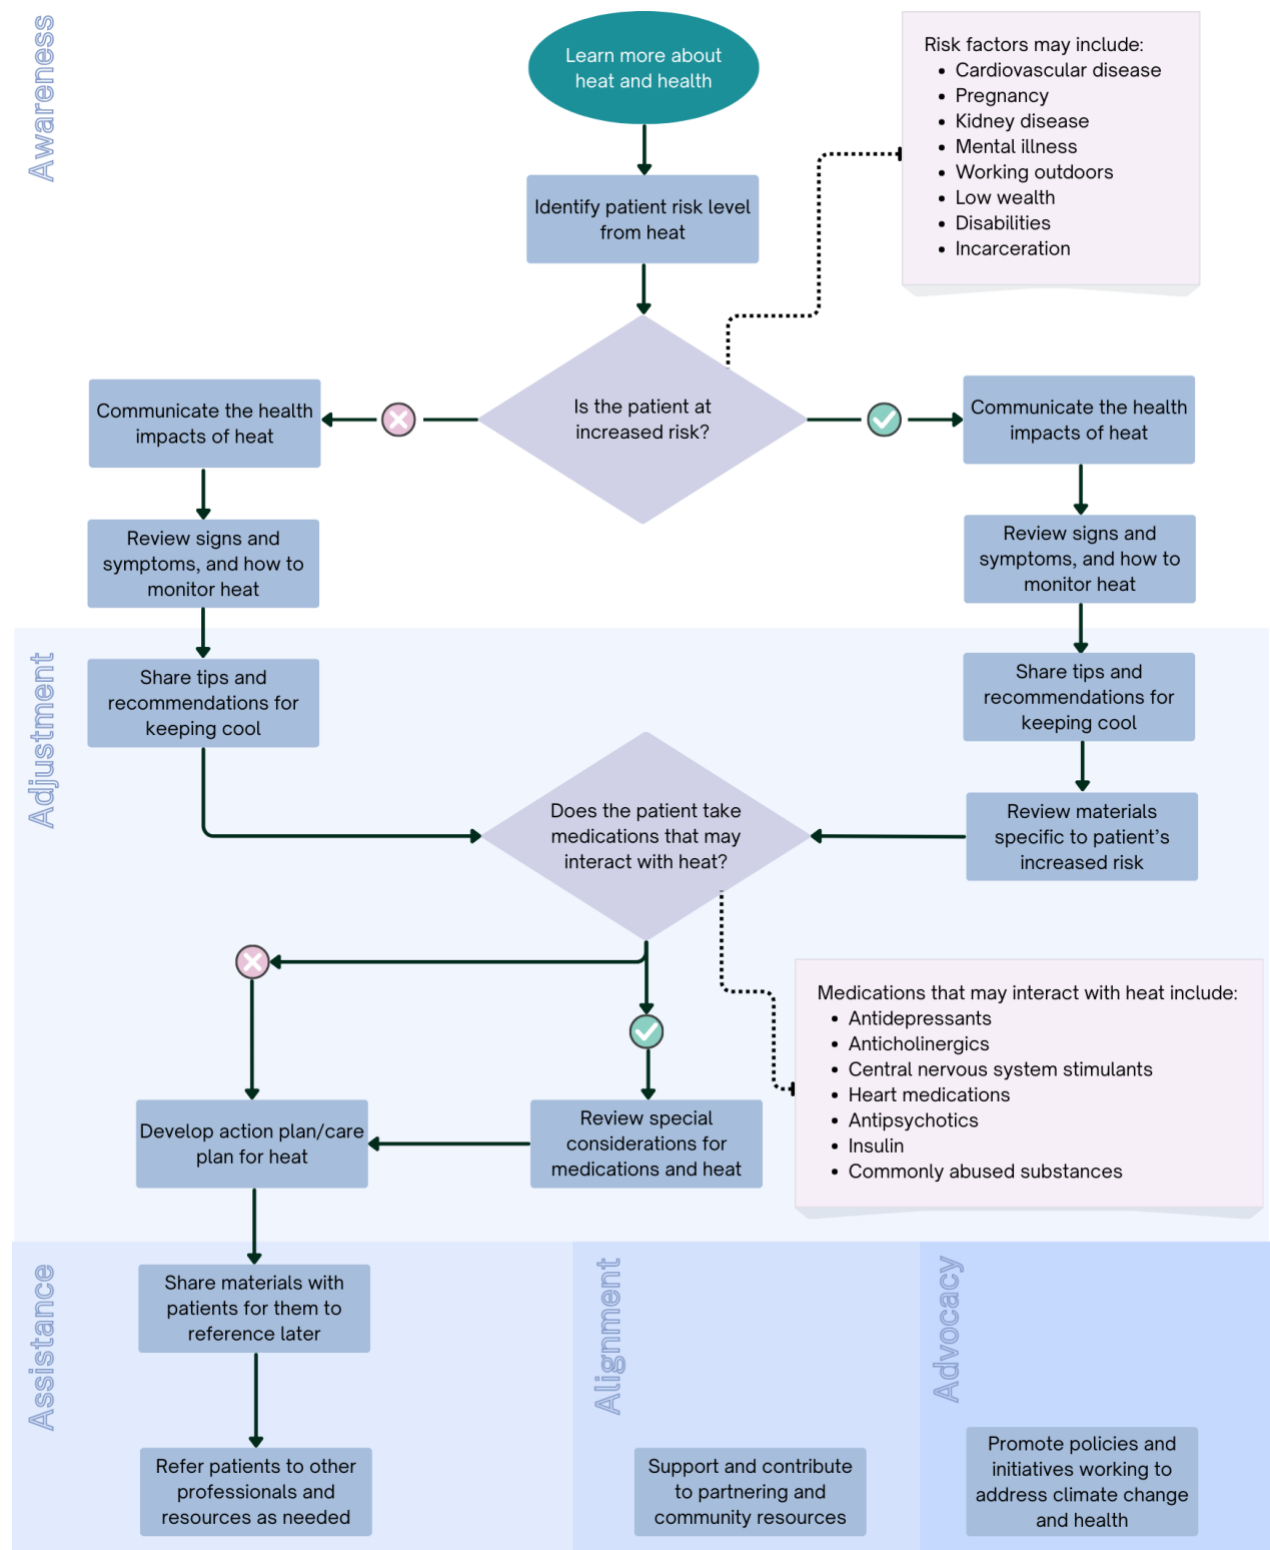 Awareness
Learn more about
heat and health
Risk factors may include:
• Cardiovascular disease
• Pregnancy
• Kidney disease
• Mental illness
• Working outdoors
• Low wealth
• Disabilities
• Incarceration
Identify patient risk level
from heat
Is the patient at
increased risk?
Communicate the health
impacts of heat
Communicate the health
impacts of heat
Review signs and
symptoms, and how to
monitor heat
Review signs and
symptoms, and how to
monitor heat
Adjustment
Share tips and
recommendations for
keeping cool
Share tips and
recommendations for
keeping cool
Does the patient take
medications that may
interact with heat?
Review materials
specific to patient's
increased risk
Medications that may interact with heat include:
• Antidepressants
• Anticholinergics
• Central nervous system stimulants
• Heart medications
• Antipsychotics
• Insulin
• Commonly abused substances
Develop action plan/care
plan for heat
Review special
considerations for
medications and heat
Assistance
Share materials with
patients for them to
reference later
Refer patients to other
professionals and
resources as needed
Alignment
Support and contribute
to partnering and
community resources
Advocacy
Promote policies and
initiatives working to
address climate change
and health